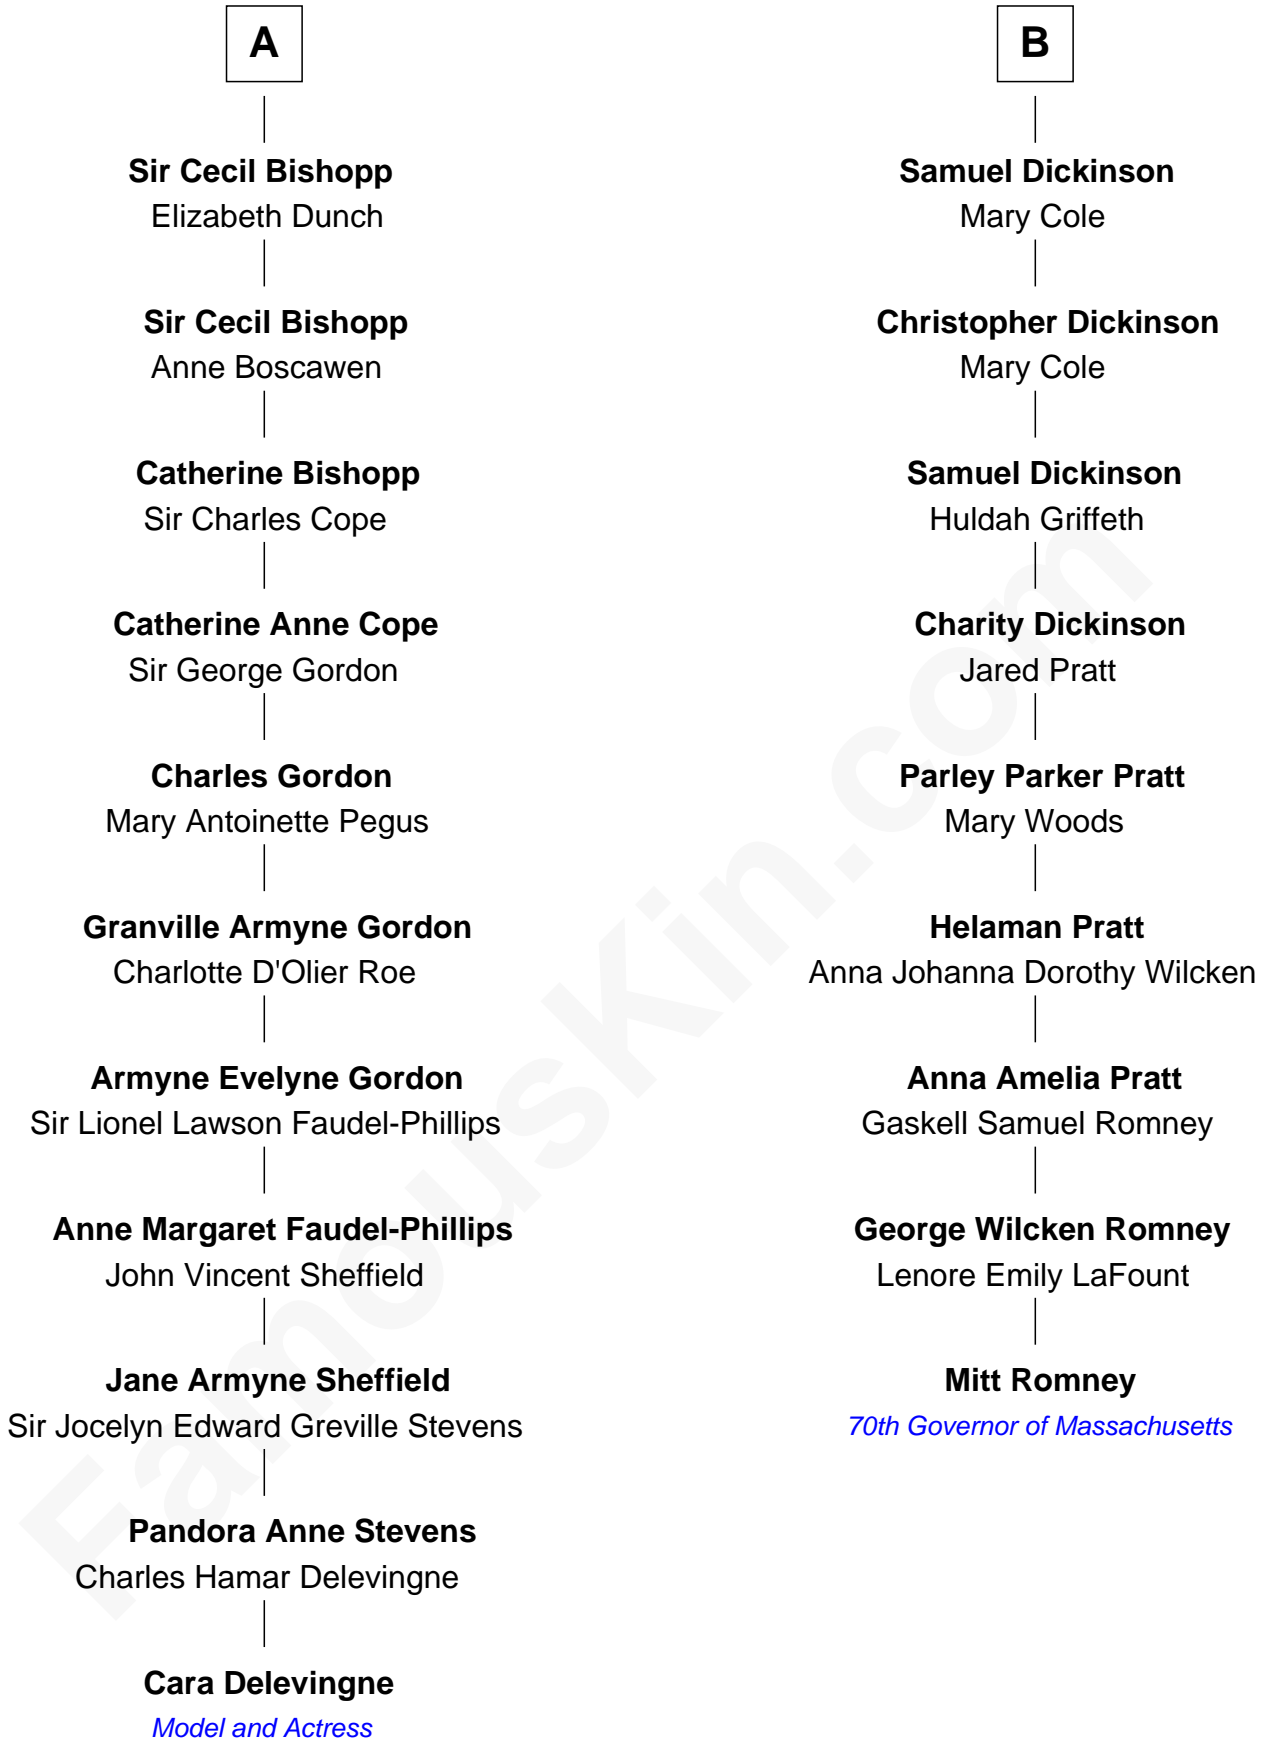 A
Sir Cecil Bishopp
Elizabeth Dunch
Sir Cecil Bishopp
Anne Boscawen
Catherine Bishopp
Sir Charles Cope
Catherine Anne Cope
Sir George Gordon
Charles Gordon
Mary Antoinette Pegus
Granville Armyne Gordon
Charlotte D'Olier Roe
Armyne Evelyne Gordon
Sir Lionel Lawson Faudel-Phillips
Anne Margaret Faudel-Phillips
John Vincent Sheffield
Jane Armyne Sheffield
Sir Jocelyn Edward Greville Stevens
Pandora Anne Stevens
Charles Hamar Delevingne
Cara Delevingne
Model and Actress
B
Samuel Dickinson
Mary Cole
Christopher Dickinson
Mary Cole
Samuel Dickinson
Huldah Griffeth
Charity Dickinson
Jared Pratt
Parley Parker Pratt
Mary Woods
Helaman Pratt
Anna Johanna Dorothy Wilcken
Anna Amelia Pratt
Gaskell Samuel Romney
George Wilcken Romney
Lenore Emily LaFount
Mitt Romney
70th Governor of Massachusetts
FamousKin.com